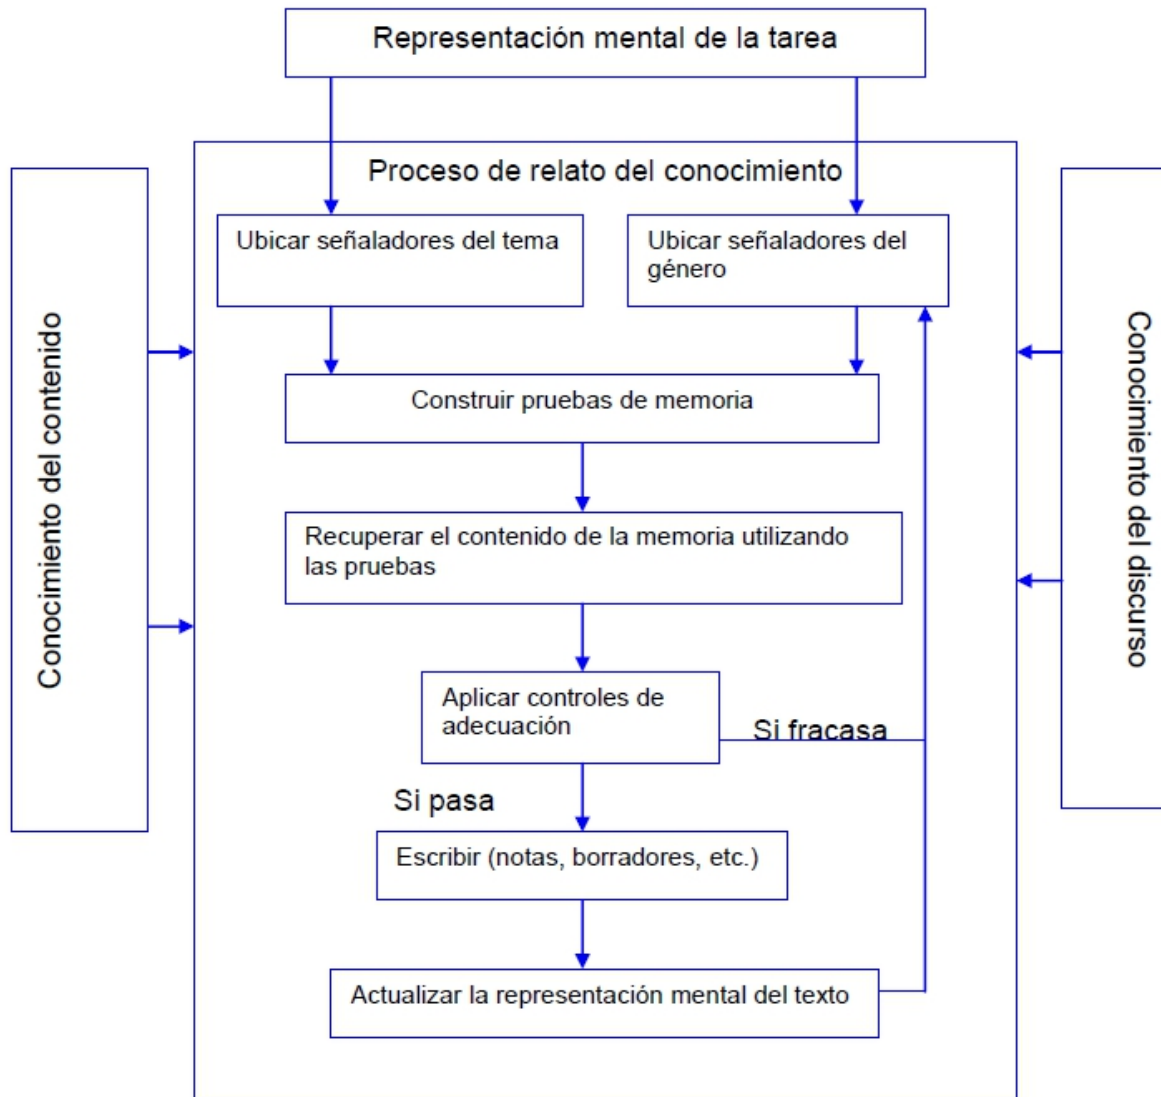 Representación mental de la tarea
Proceso de relato del conocimiento
Ubicar señaladores del tema
Ubicar señaladores del
género
Conocimiento del contenido
Conocimiento del discurso
Construir pruebas de memoria
Recuperar el contenido de la memoria utilizando
las pruebas
Aplicar controles de
adecuación
Si fracasa
Si pasa
Escribir (notas, borradores, etc.)
Actualizar la representación mental del texto